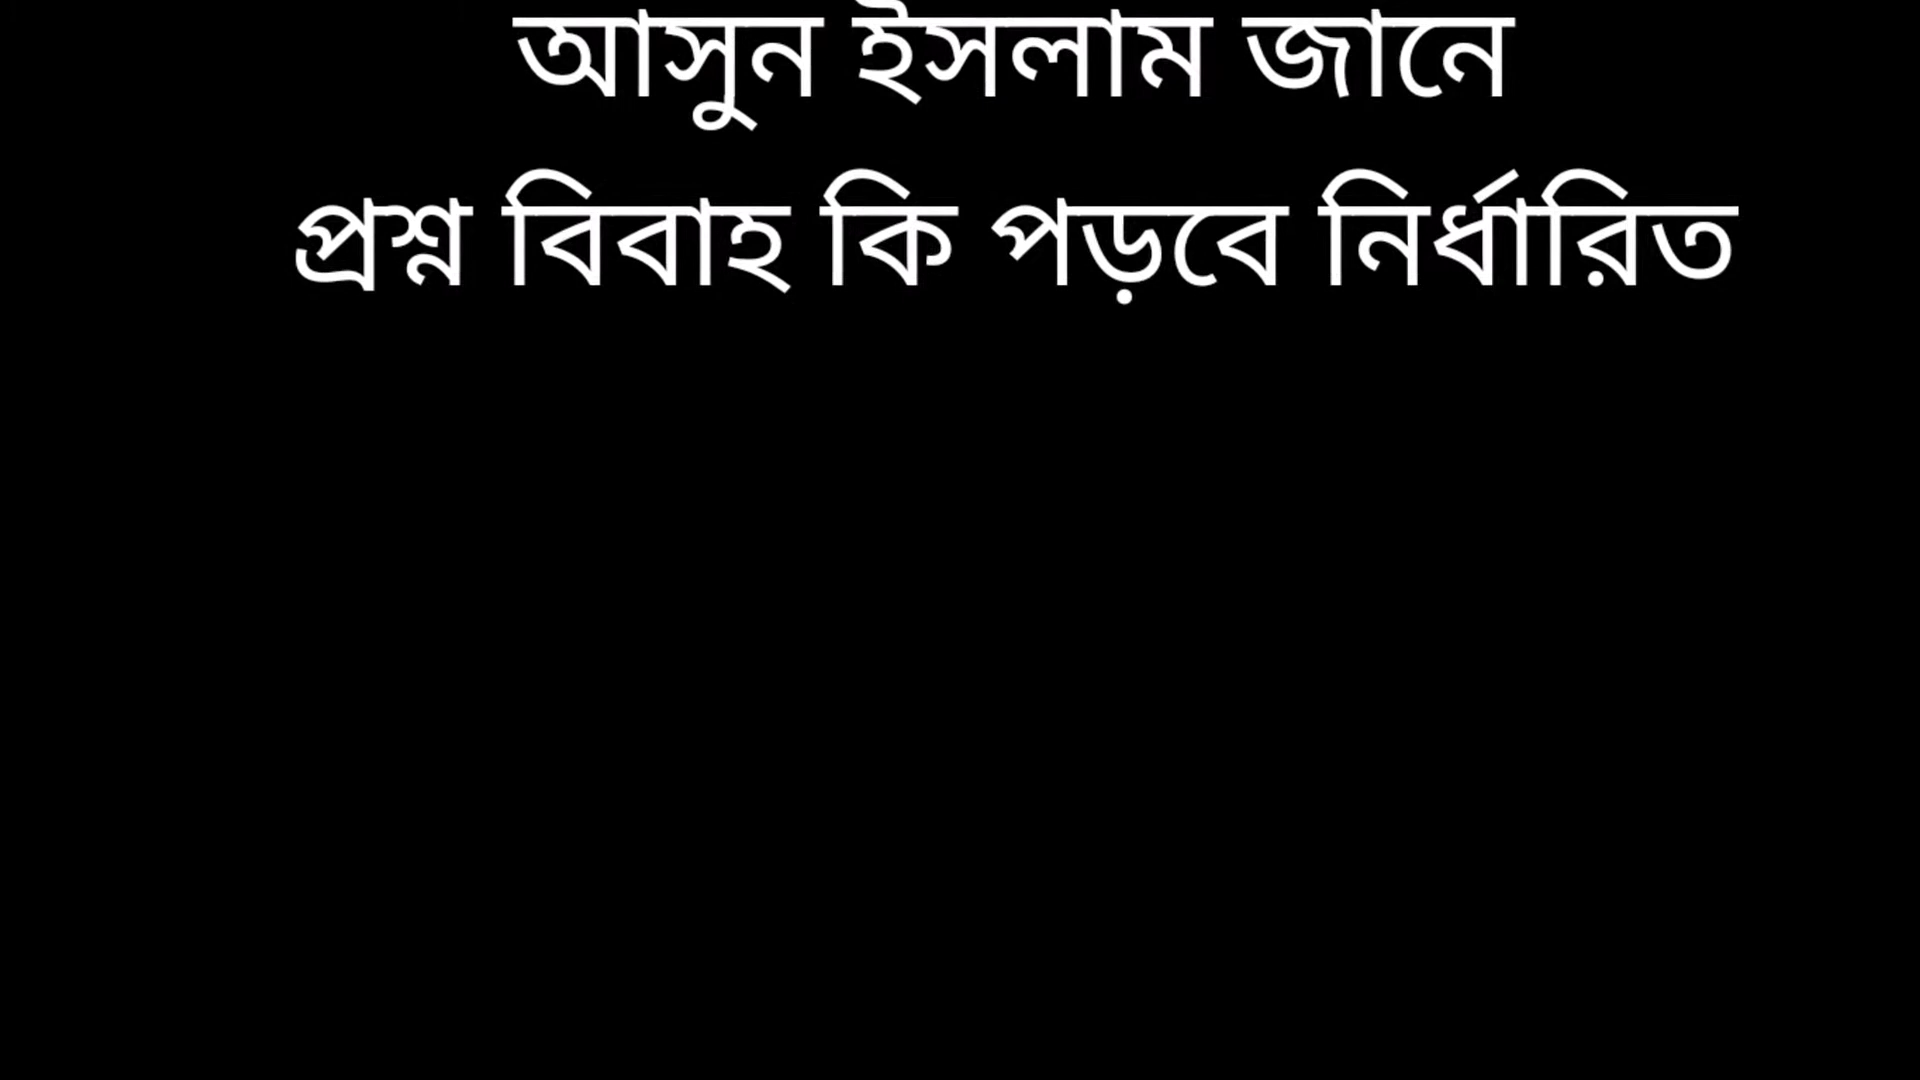 আসুন ইসলাম জানে
প্রশ্ন বিবাহ কি পড়বে নির্ধারিত